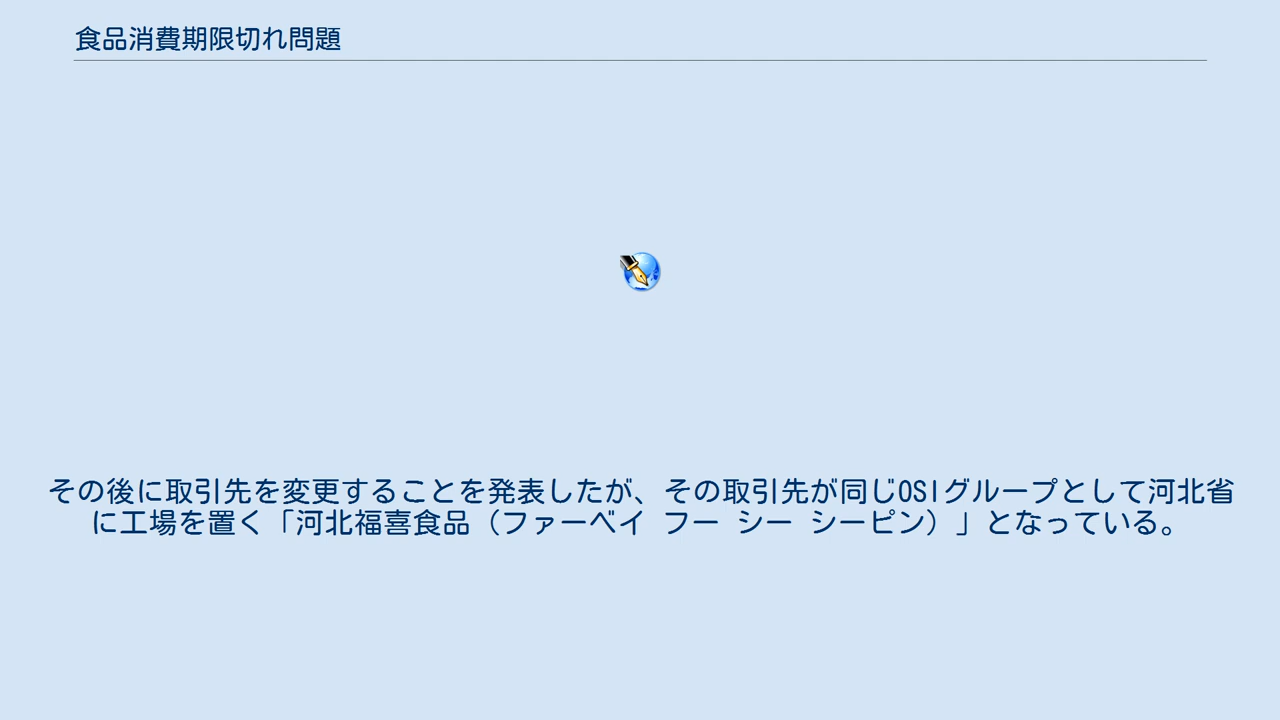 食品消費期限切れ問題
その後に取引先を変更することを発表したが、その取引先が同じOSIグループとして河北省
に工場を置く「河北福喜食品（ファーベイ フー シー シーピン）」となっている。